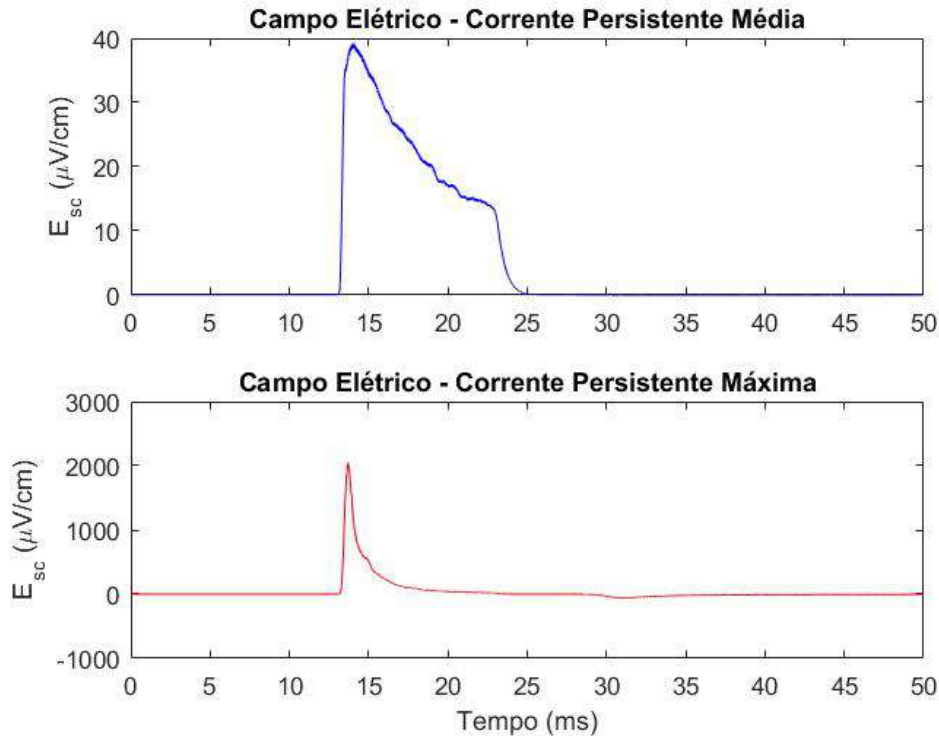 Campo Elétrico - Corrente Persistente Média
40
30
20
10
0
E_sc (μV/cm)
0 5 10 15 20 25 30 35 40 45 50
Campo Elétrico - Corrente Persistente Máxima
3000
2000
1000
0
-1000
E_sc (μV/cm)
0 5 10 15 20 25 30 35 40 45 50
Tempo (ms)